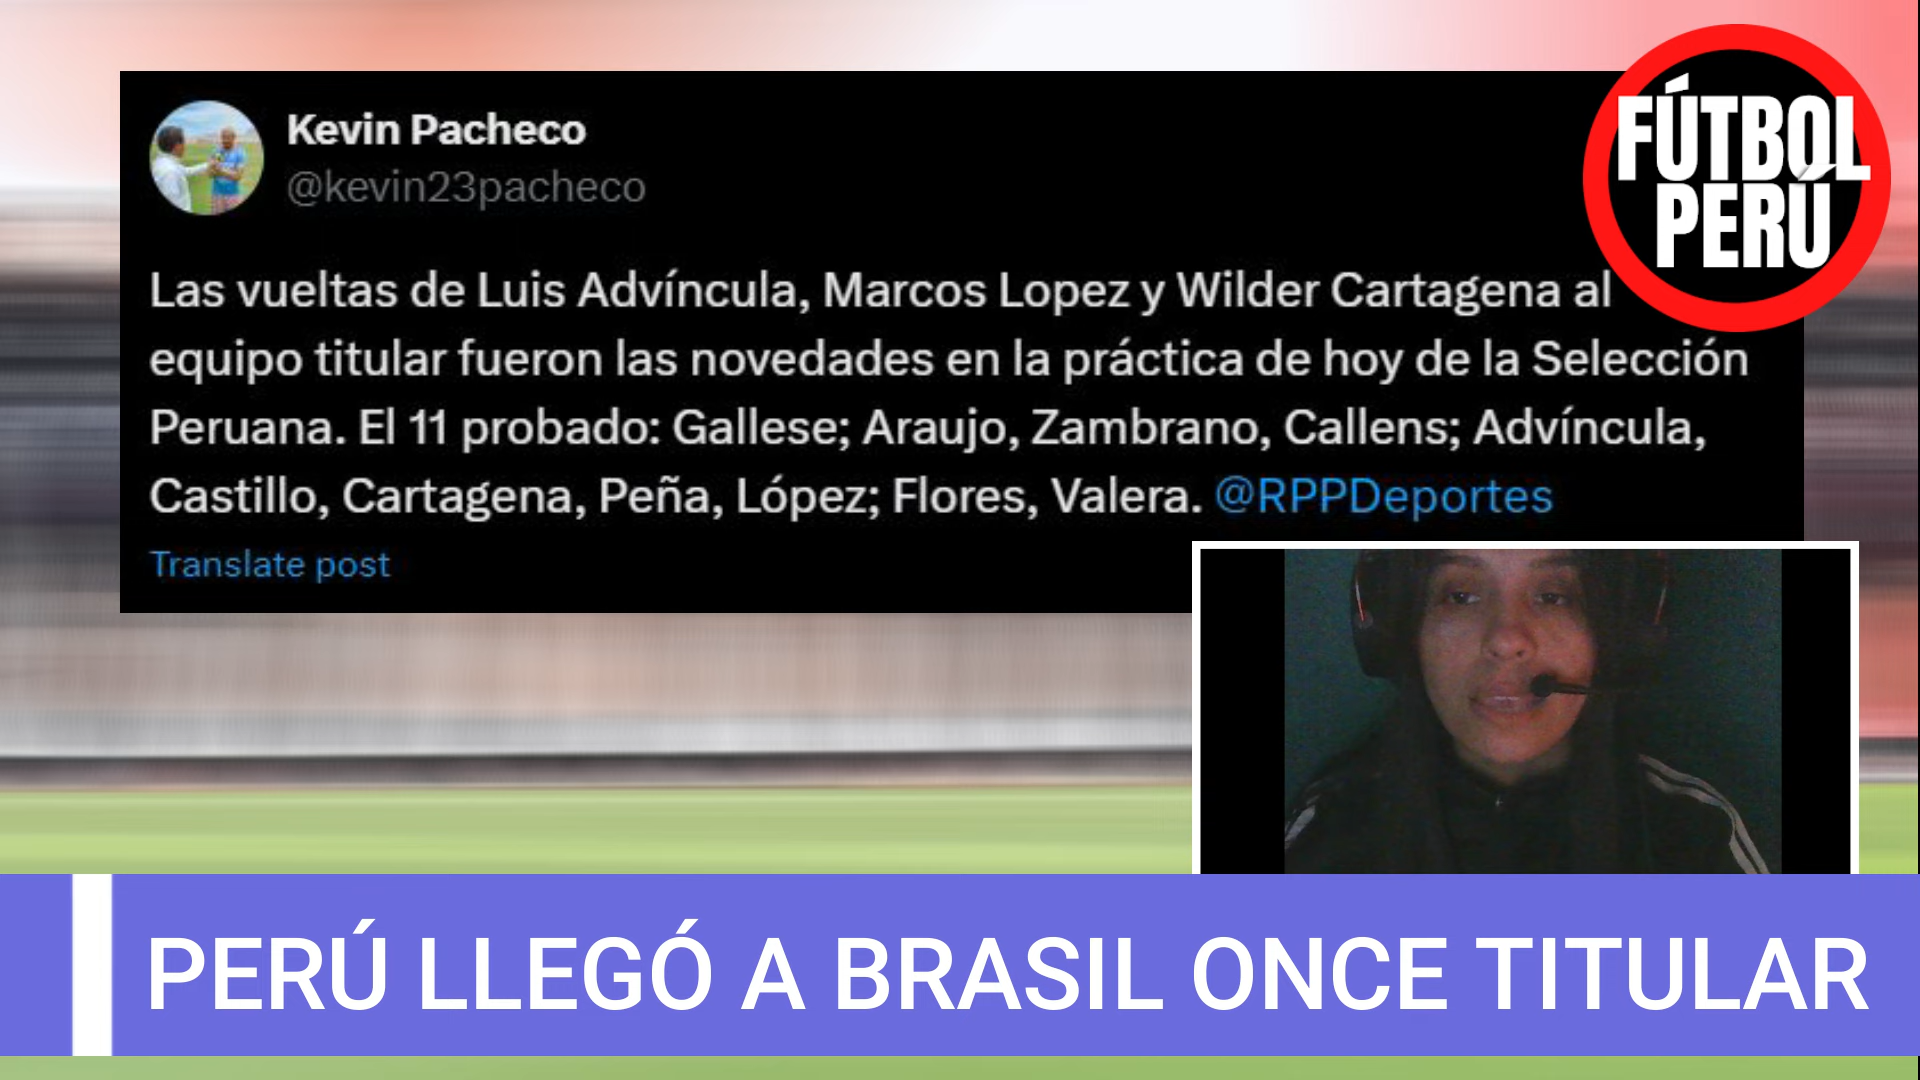 Kevin Pacheco
@kevin23pacheco
Las vueltas de Luis Advíncula, Marcos Lopez y Wilder Cartagena al
equipo titular fueron las novedades en la práctica de hoy de la Selección
Peruana. El 11 probado: Gallese; Araujo, Zambrano, Callens; Advíncula,
Castillo, Cartagena, Peña, López; Flores, Valera. @RPPDeportes
Translate post
FÚTBOL
PERÚ
PERÚ LLEGÓ A BRASIL ONCE TITULAR